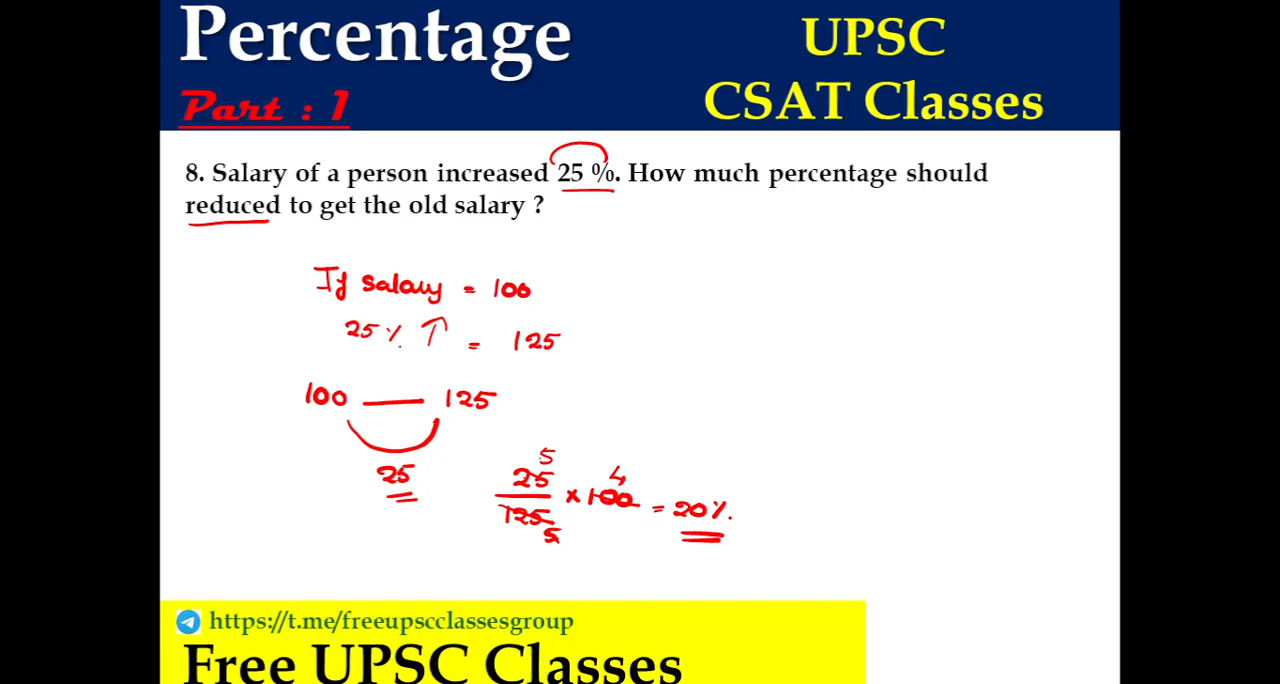 Percentage
Part : 1
UPSC
CSAT Classes
8. Salary of a person increased 25 %. How much percentage should
reduced to get the old salary ?
If salary = 100
25% ↑ = 125
100 — 125
25
5
25 4
— × 100 = 20%.
125
5
https://t.me/freeupscclassesgroup
Free UPSC Classes